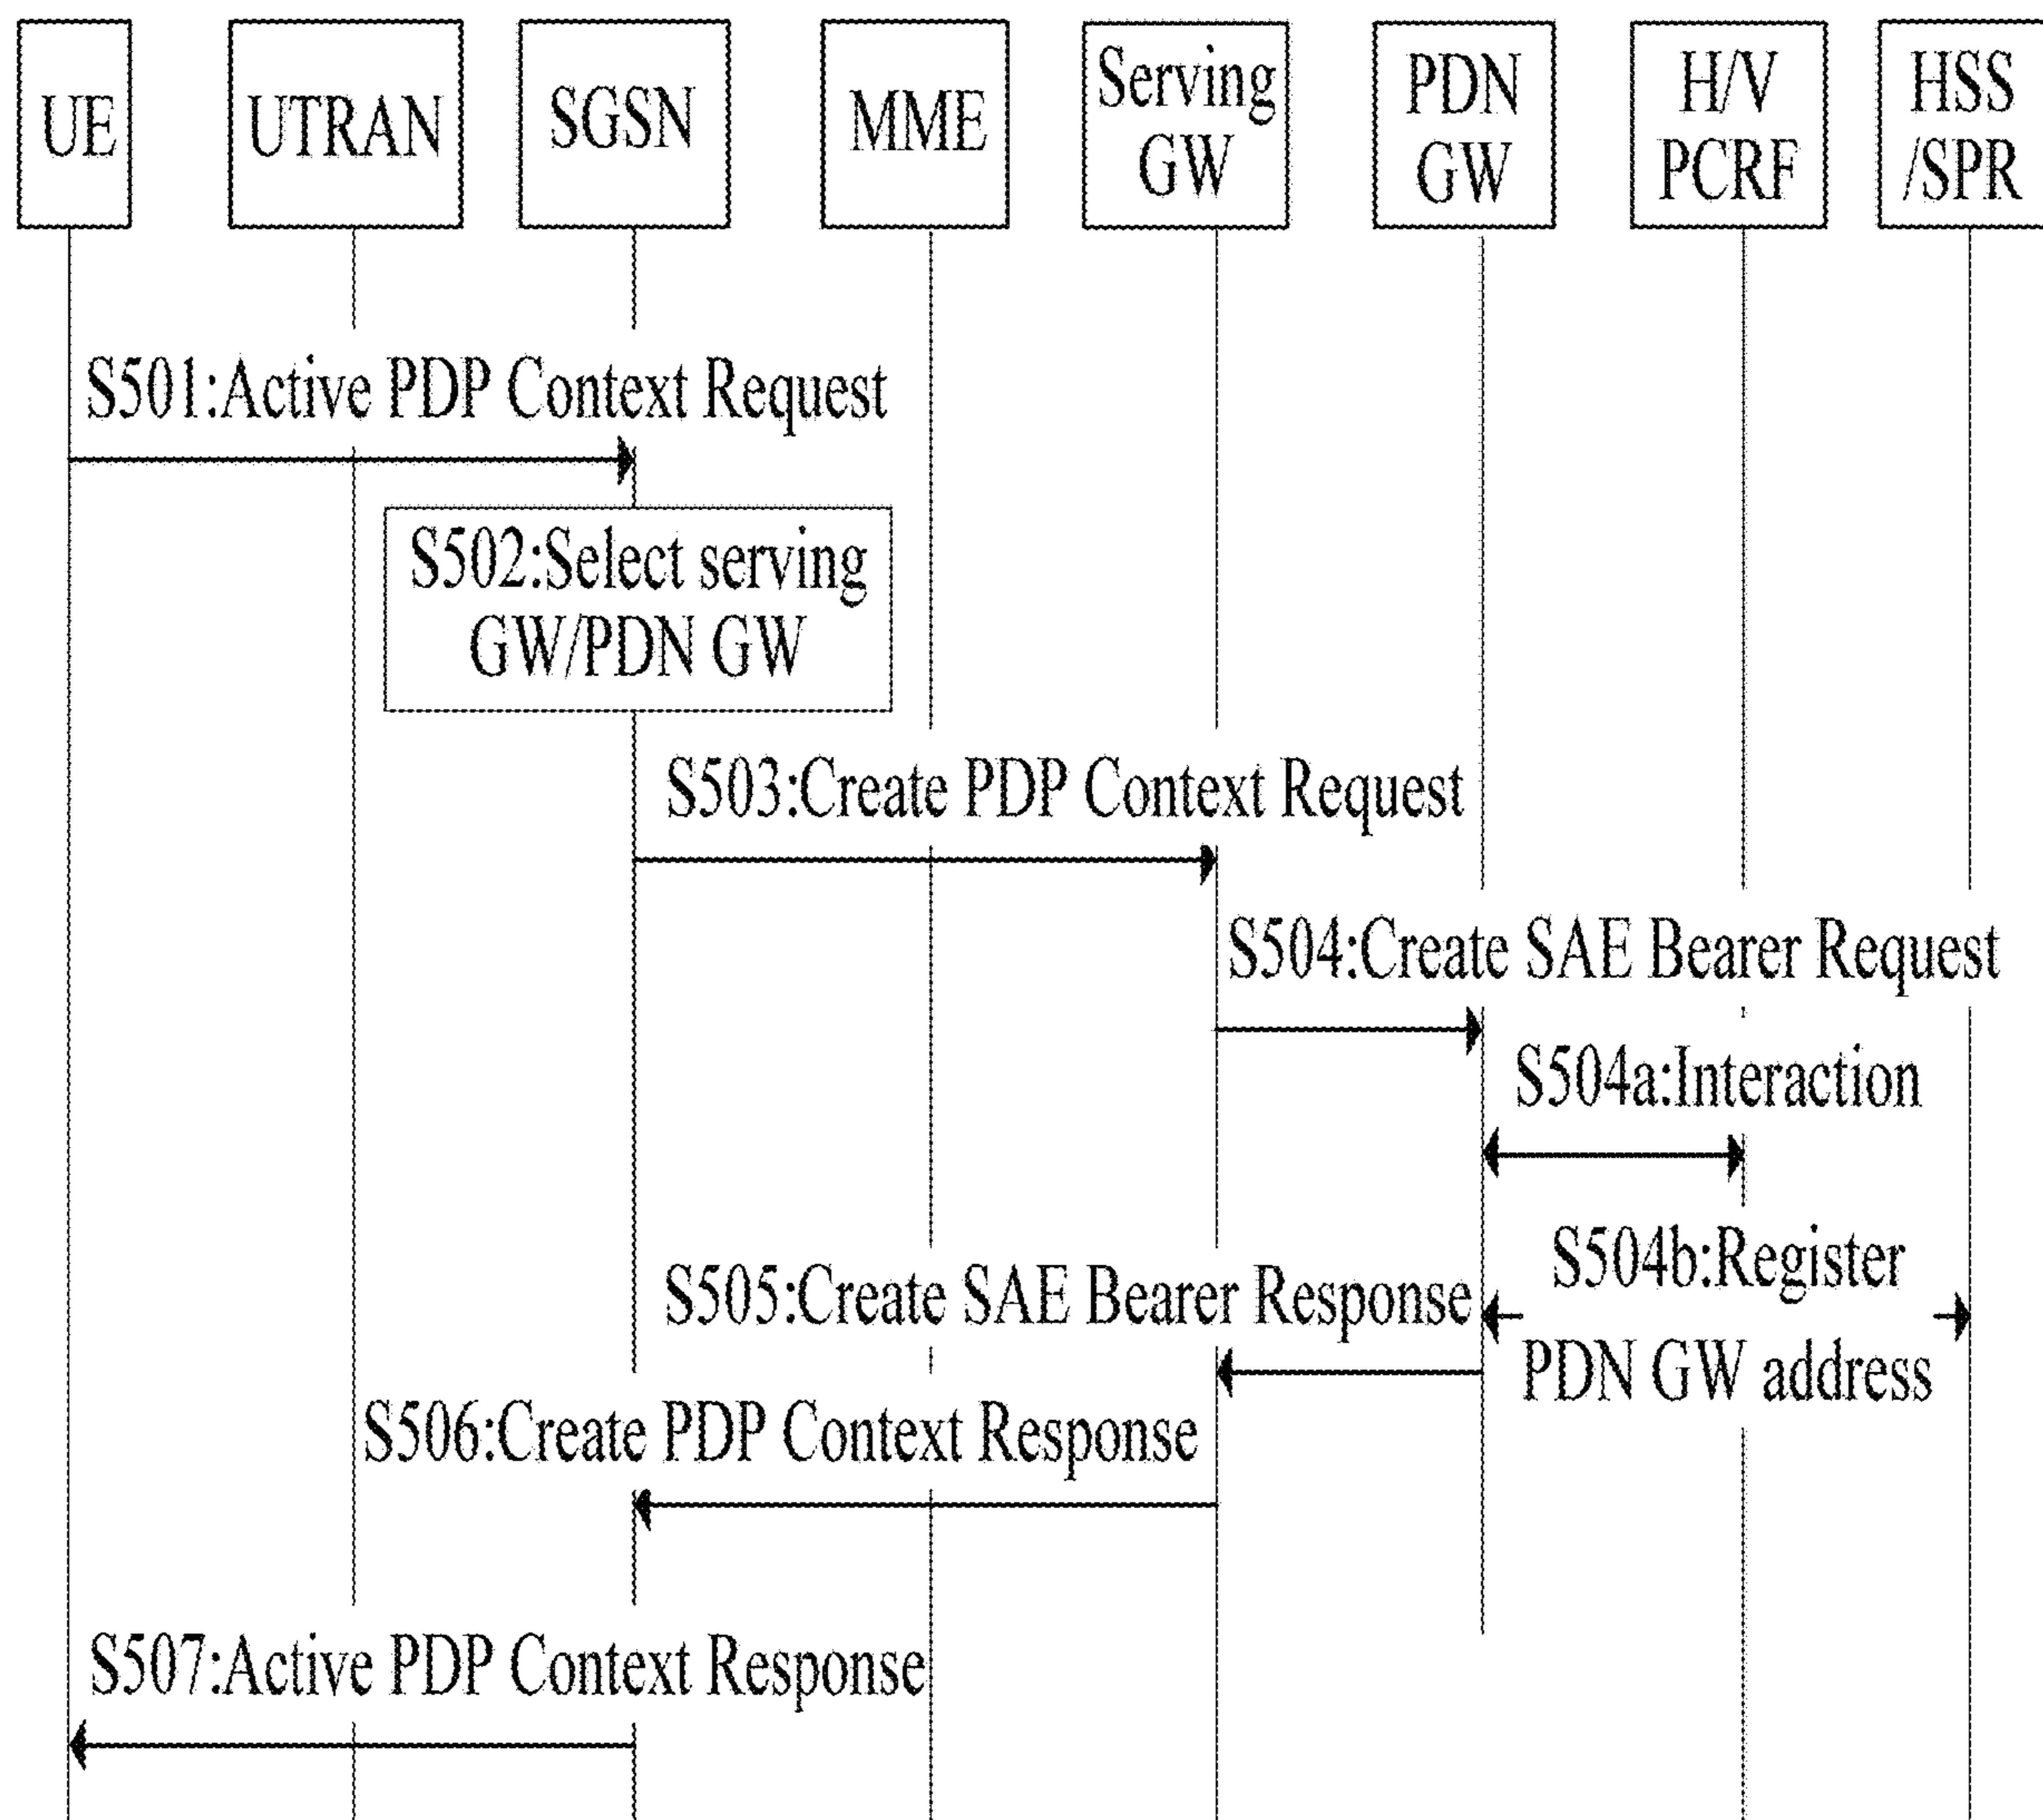 UE
UTRAN
SGSN
MME
Serving
GW
PDN
GW
H/V
PCRF
HSS
/SPR
S501:Active PDP Context Request
S502:Select serving
GW/PDN GW
S503:Create PDP Context Request
S504:Create SAE Bearer Request
S504a:Interaction
S504b:Register
PDN GW address
S505:Create SAE Bearer Response
S506:Create PDP Context Response
S507:Active PDP Context Response